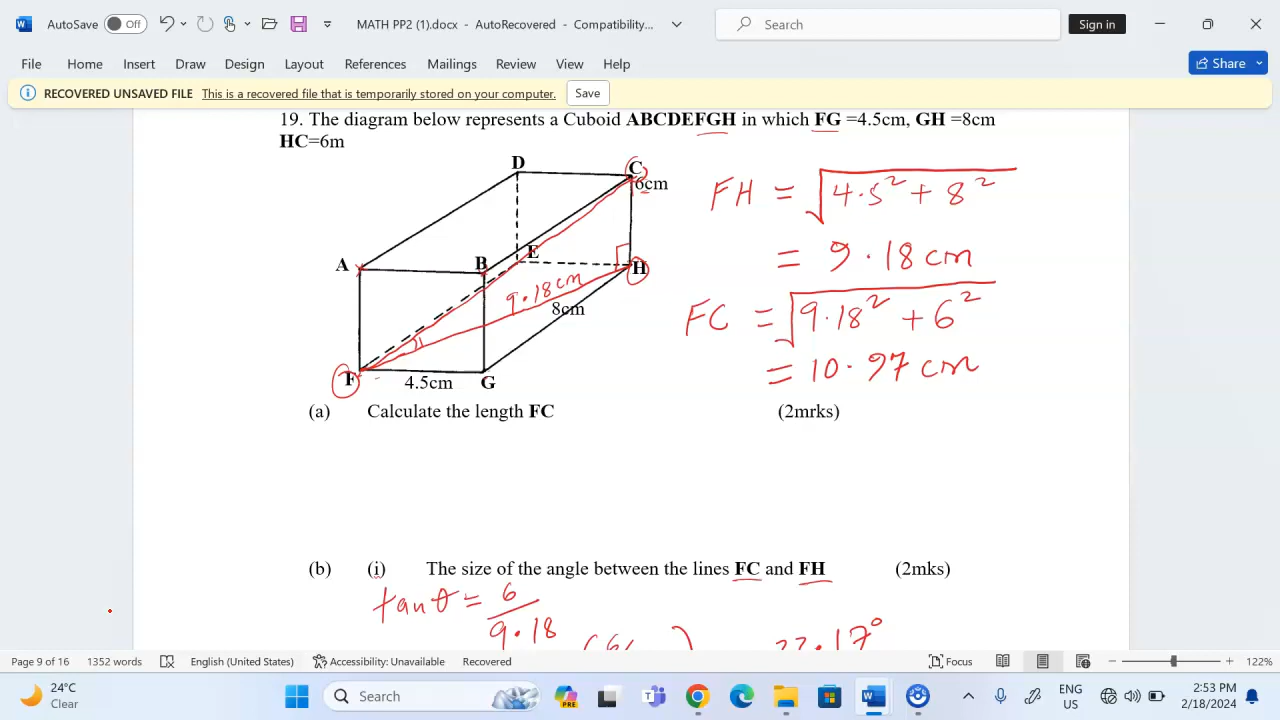 AutoSave Off MATH PP2 (1).docx - AutoRecovered - Compatibility... Search Sign in
File Home Insert Draw Design Layout References Mailings Review View Help Share
RECOVERED UNSAVED FILE This is a recovered file that is temporarily stored on your computer. Save
19. The diagram below represents a Cuboid ABCDEFGH in which FG =4.5cm, GH =8cm
HC=6m
D
C
6cm
A
B
E
H
9.18cm
8cm
F
4.5cm
G
FH = √4.5² + 8²
= 9.18 cm
FC = √9.18² + 6²
= 10.97 cm
(a) Calculate the length FC (2mrks)
(b) (i) The size of the angle between the lines FC and FH (2mks)
tan θ = 6/9.18
Page 9 of 16 1352 words English (United States) Accessibility: Unavailable Recovered Focus 122%
24°C
Clear
Search
PRE
ENG
US
2:53 PM
2/18/2024